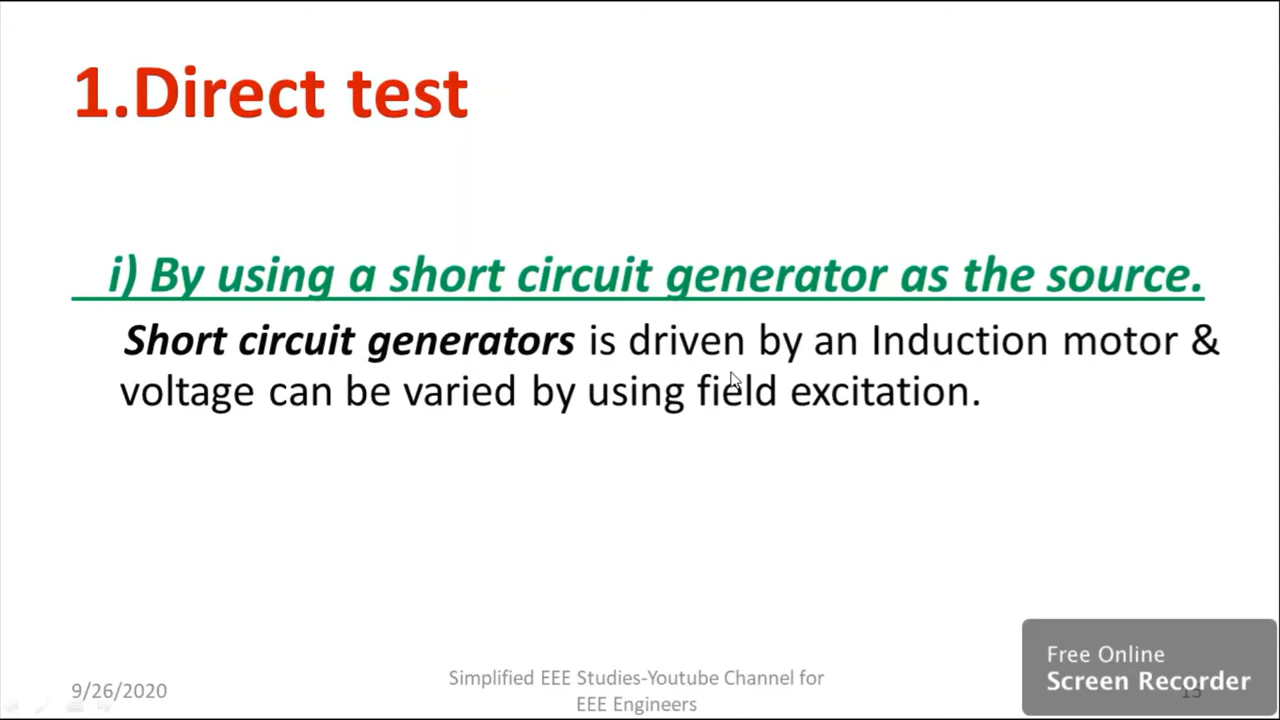 1.Direct test
i) By using a short circuit generator as the source.
Short circuit generators is driven by an Induction motor &
voltage can be varied by using field excitation.
9/26/2020
Simplified EEE Studies-Youtube Channel for
EEE Engineers
Free Online
Screen Recorder